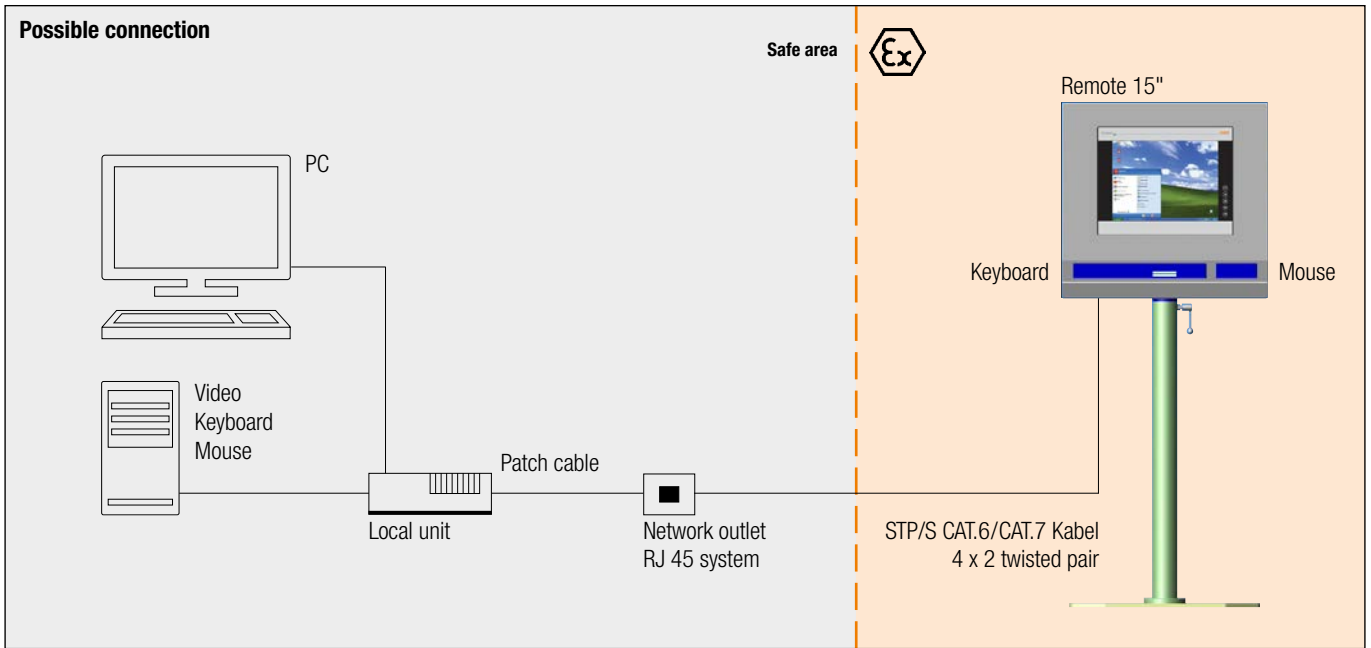 Possible connection
Safe area
Ex
Remote 15"
PC
Keyboard
Mouse
Video
Keyboard
Mouse
Patch cable
Local unit
Network outlet
RJ 45 system
STP/S CAT.6/CAT.7 Kabel
4 x 2 twisted pair